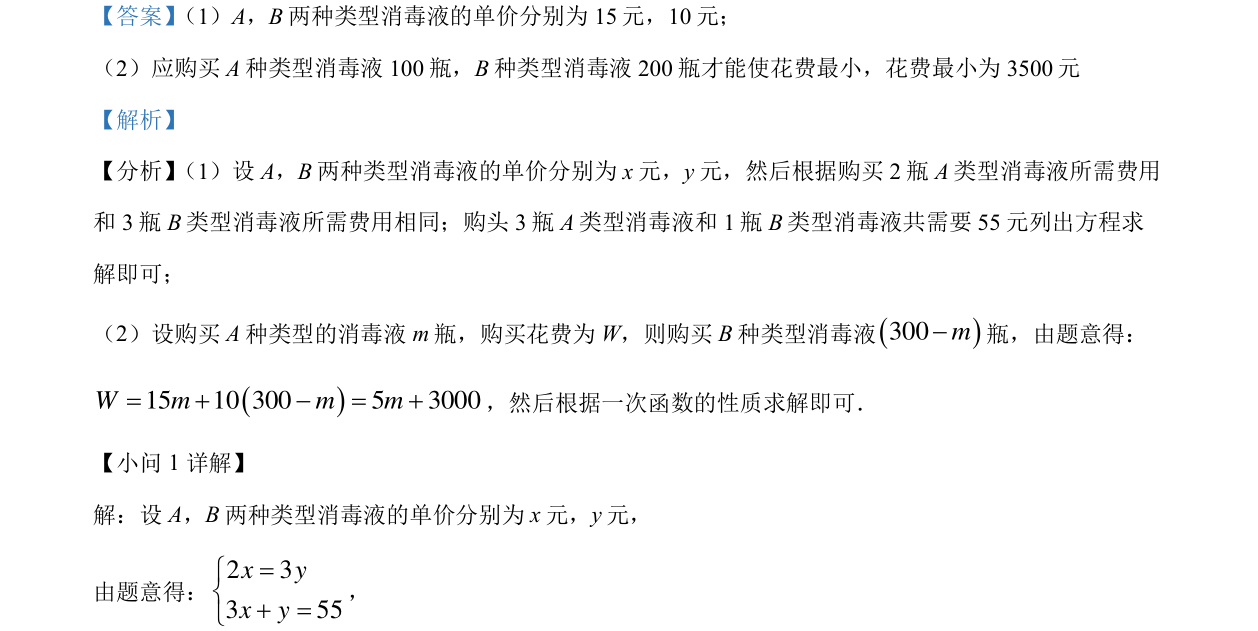 【答案】（1）A，B 两种类型消毒液的单价分别为 15 元，10 元；
（2）应购买 A 种类型消毒液 100 瓶，B 种类型消毒液 200 瓶才能使花费最小，花费最小为 3500 元
【解析】
【分析】（1）设 A，B 两种类型消毒液的单价分别为 x 元，y 元，然后根据购买 2 瓶 A 类型消毒液所需费用
和 3 瓶 B 类型消毒液所需费用相同；购头 3 瓶 A 类型消毒液和 1 瓶 B 类型消毒液共需要 55 元列出方程求
解即可；
（2）设购买 A 种类型的消毒液 m 瓶，购买花费为 W，则购买 B 种类型消毒液(300−m)瓶，由题意得：
W=15m+10(300−m)=5m+3000，然后根据一次函数的性质求解即可．
【小问 1 详解】
解：设 A，B 两种类型消毒液的单价分别为 x 元，y 元，
由题意得：{2x=3y
3x+y=55，